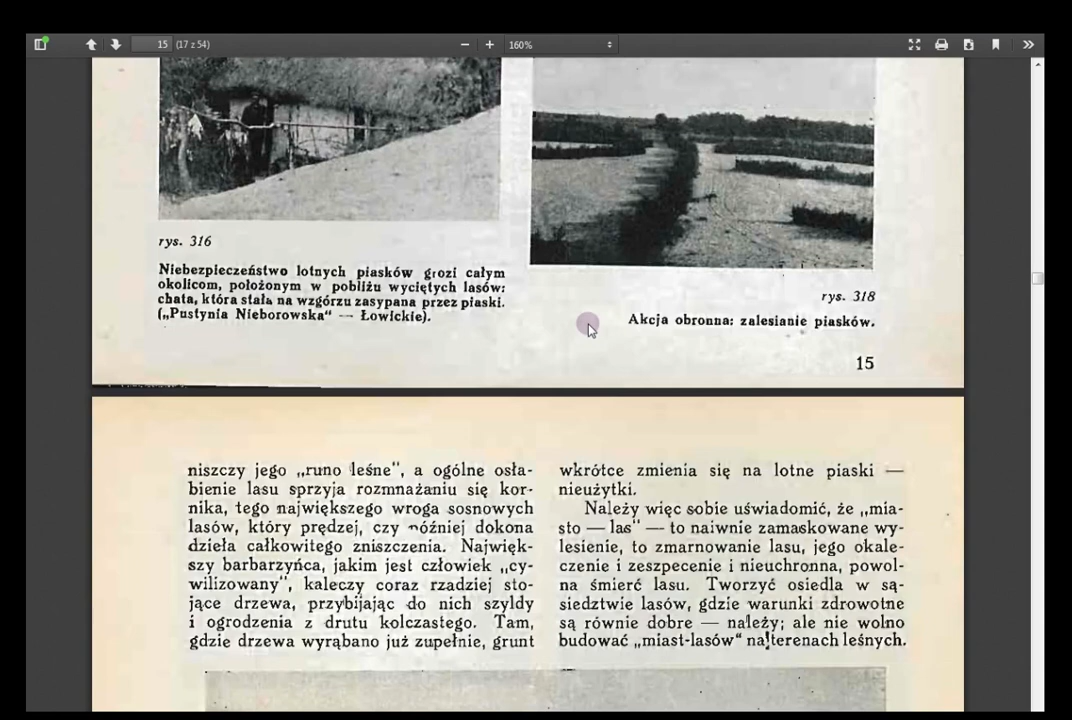 15 (17 z 54)
160%
rys. 316
Niebezpieczeństwo lotnych piasków grozi całym
okolicom, położonym w pobliżu wyciętych lasów:
chata, która stała na wzgórzu zasypana przez piaski.
(„Pustynia Nieborowska“ — Łowickie).
rys. 318
Akcja obronna: zalesianie piasków.
15
niszczy jego „runo leśne“, a ogólne osła-
bienie lasu sprzyja rozmnażaniu się kor-
nika, tego największego wroga sosnowych
lasów, który prędzej, czy później dokona
dzieła całkowitego zniszczenia. Najwięk-
szy barbarzyńca, jakim jest człowiek „cy-
wilizowany“, kaleczy coraz rzadziej sto-
jące drzewa, przybijając do nich szyldy
i ogrodzenia z drutu kolczastego. Tam,
gdzie drzewa wyrąbano już zupełnie, grunt
wkrótce zmienia się na lotne piaski —
nieużytki.
Należy więc sobie uświadomić, że „mia-
sto — las“ — to naiwnie zamaskowane wy-
lesienie, to zmarnowanie lasu, jego okale-
czenie i zeszpecenie i nieuchronna, powol-
na śmierć lasu. Tworzyć osiedla w są-
siedztwie lasów, gdzie warunki zdrowotne
są równie dobre — należy; ale nie wolno
budować „miast-lasów“ na terenach leśnych.